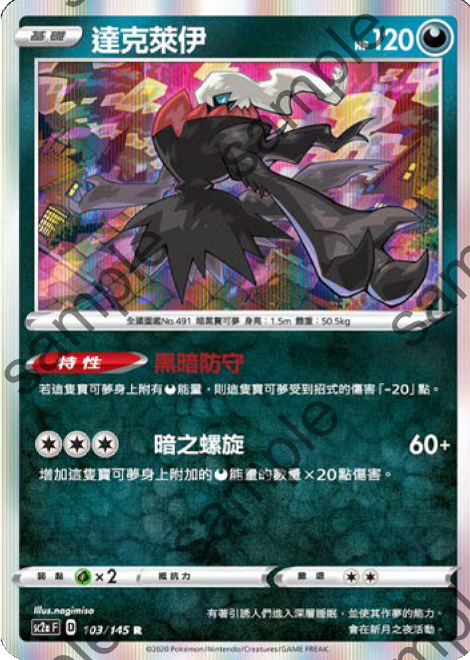 基礎 達克萊伊 HP 120
全國圖鑑No.491 暗黑寶可夢 身高：1.5m 體重：50.5kg
特性 黑暗防守
若這隻寶可夢身上附有能量，則這隻寶可夢受到招式的傷害「-20」點。
暗之螺旋 60+
增加這隻寶可夢身上附加的能量的數量×20點傷害。
弱點 ×2 抵抗力 撤退
Illus.nagimiso
有著引誘人們進入深層睡眠，並使其作夢的能力。
sc2a F D 103/145 R
會在新月之夜活動。
©2020 Pokémon/Nintendo/Creatures/GAME FREAK.
sample
sample
sample
sample
sample
sample